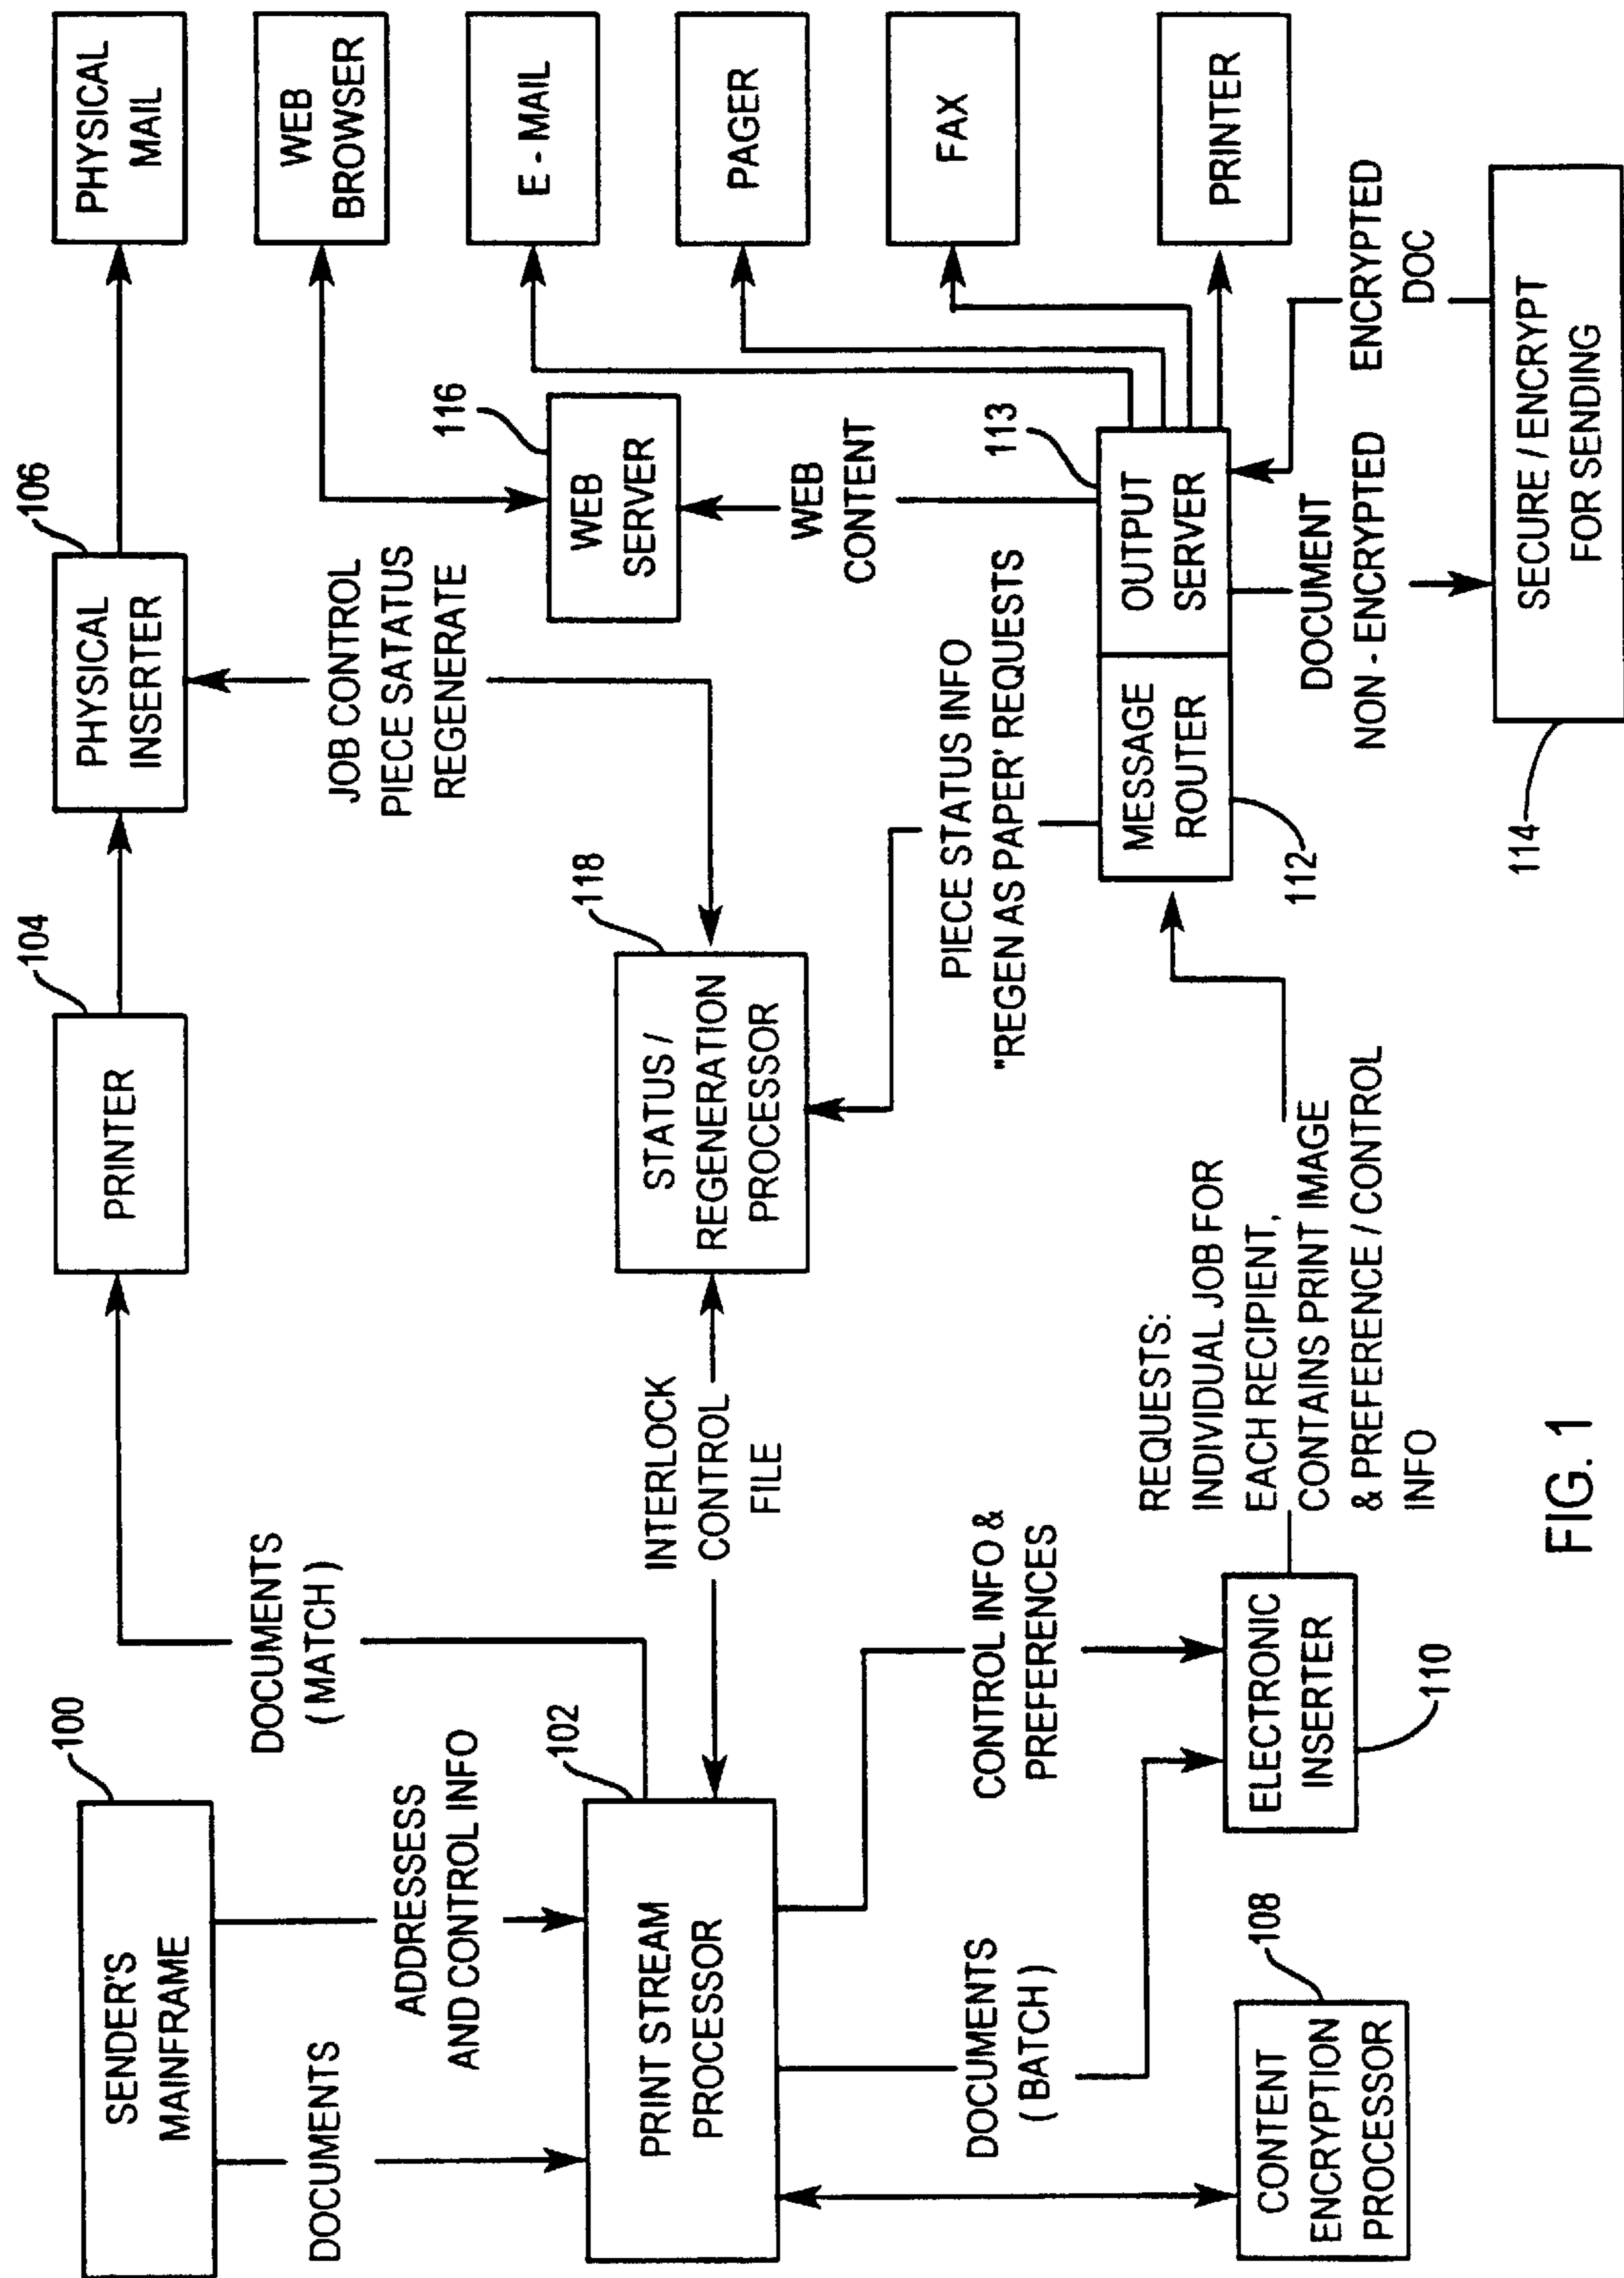 100
SENDER'S
MAINFRAME
DOCUMENTS
ADDRESSES
AND CONTROL INFO
DOCUMENTS
( MATCH )
102
PRINT STREAM
PROCESSOR
104
PRINTER
106
PHYSICAL
INSERTER
PHYSICAL
MAIL
JOB CONTROL
PIECE SATATUS
REGENERATE
INTERLOCK
CONTROL
FILE
118
STATUS /
REGENERATION
PROCESSOR
WEB
BROWSER
116
WEB
SERVER
E - MAIL
PAGER
FAX
PRINTER
WEB
CONTENT
PIECE STATUS INFO
"REGEN AS PAPER' REQUESTS
CONTROL INFO &
PREFERENCES
DOCUMENTS
( BATCH )
108
CONTENT
ENCRYPTION
PROCESSOR
ELECTRONIC
INSERTER
110
REQUESTS:
INDIVIDUAL JOB FOR
EACH RECIPIENT,
CONTAINS PRINT IMAGE
& PREFERENCE / CONTROL
INFO
MESSAGE
ROUTER
112
113
OUTPUT
SERVER
DOCUMENT
NON - ENCRYPTED
ENCRYPTED
DOC
SECURE / ENCRYPT
FOR SENDING
114
FIG. 1